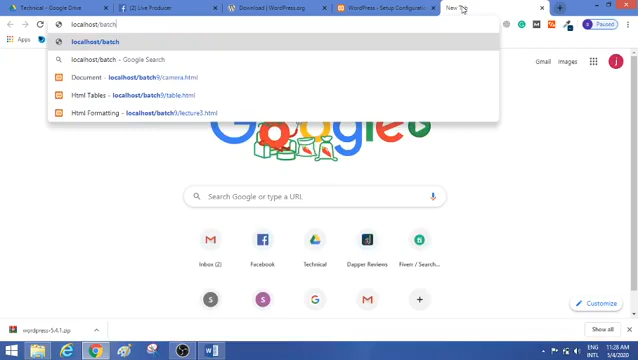 Technical - Google Drive
(2) Live Producer
Download | WordPress.org
WordPress › Setup Configurati
New Tab
localhost/batch
Paused
Apps
localhost/batch
localhost/batch - Google Search
Document - localhost/batch9/camera.html
Html Tables - localhost/batch9/table.html
Html Formatting - localhost/batch9/lecture3.html
Gmail
Images
j
Search Google or type a URL
Inbox (2)
Facebook
Technical
Dapper Reviews
Fiverr / Search...
S
S
Customize
wordpress-5.4.1.zip
Show all
ENG
INTL
11:28 AM
5/4/2020